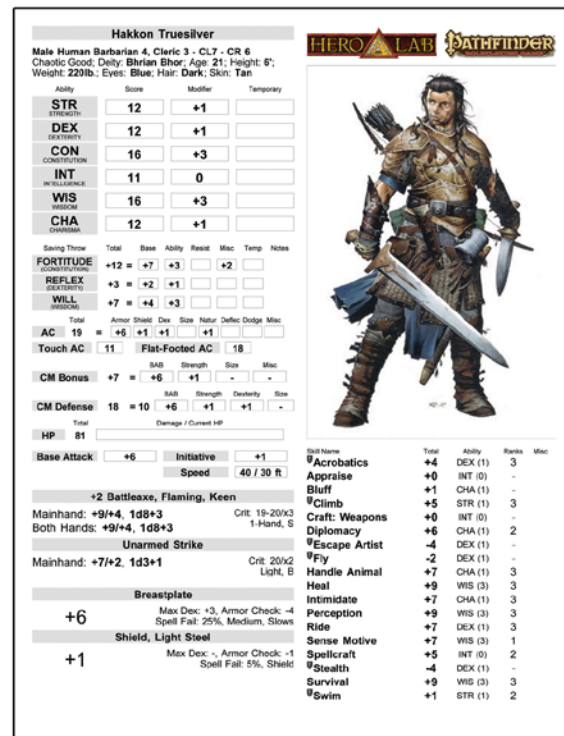 Hakkon Truesilver
Male Human Barbarian 4, Cleric 3 - CL7 - CR 6
Chaotic Good; Deity: Bhrian Bhor; Age: 21; Height: 6';
Weight: 220lb.; Eyes: Blue; Hair: Dark; Skin: Tan
Ability Score Modifier Temporary
STR 12 +1
STRENGTH
DEX 12 +1
DEXTERITY
CON 16 +3
CONSTITUTION
INT 11 0
INTELLIGENCE
WIS 16 +3
WISDOM
CHA 12 +1
CHARISMA
Saving Throw Total Base Ability Resist Misc Temp Notes
FORTITUDE +12 = +7 +3 +2
(CONSTITUTION)
REFLEX +3 = +2 +1
(DEXTERITY)
WILL +7 = +4 +3
(WISDOM)
Total Armor Shield Dex Size Natur Deflec Dodge Misc
AC 19 = +6 +1 +1 +1
Touch AC 11 Flat-Footed AC 18
BAB Strength Size Misc
CM Bonus +7 = +6 +1 - -
BAB Strength Dexterity Size
CM Defense 18 = 10 +6 +1 +1 -
Total Damage / Current HP
HP 81
Base Attack +6 Initiative +1
Speed 40 / 30 ft
+2 Battleaxe, Flaming, Keen
Mainhand: +9/+4, 1d8+3 Crit: 19-20/x3
Both Hands: +9/+4, 1d8+3 1-Hand, S
Unarmed Strike
Mainhand: +7/+2, 1d3+1 Crit: 20/x2
Light, B
Breastplate
+6 Max Dex: +3, Armor Check: -4
Spell Fail: 25%, Medium, Slows
Shield, Light Steel
+1 Max Dex: -, Armor Check: -1
Spell Fail: 5%, Shield
HERO LAB PATHFINDER
ROLEPLAYING GAME
Skill Name Total Ability Ranks Misc
Acrobatics +4 DEX (1) 3
Appraise +0 INT (0) -
Bluff +1 CHA (1) -
Climb +5 STR (1) 3
Craft: Weapons +0 INT (0) -
Diplomacy +6 CHA (1) 2
Escape Artist -4 DEX (1) -
Fly -2 DEX (1) -
Handle Animal +7 CHA (1) 3
Heal +9 WIS (3) 3
Intimidate +7 CHA (1) 3
Perception +9 WIS (3) 3
Ride +7 DEX (1) 3
Sense Motive +7 WIS (3) 1
Spellcraft +5 INT (0) 2
Stealth -4 DEX (1) -
Survival +9 WIS (3) 3
Swim +1 STR (1) 2